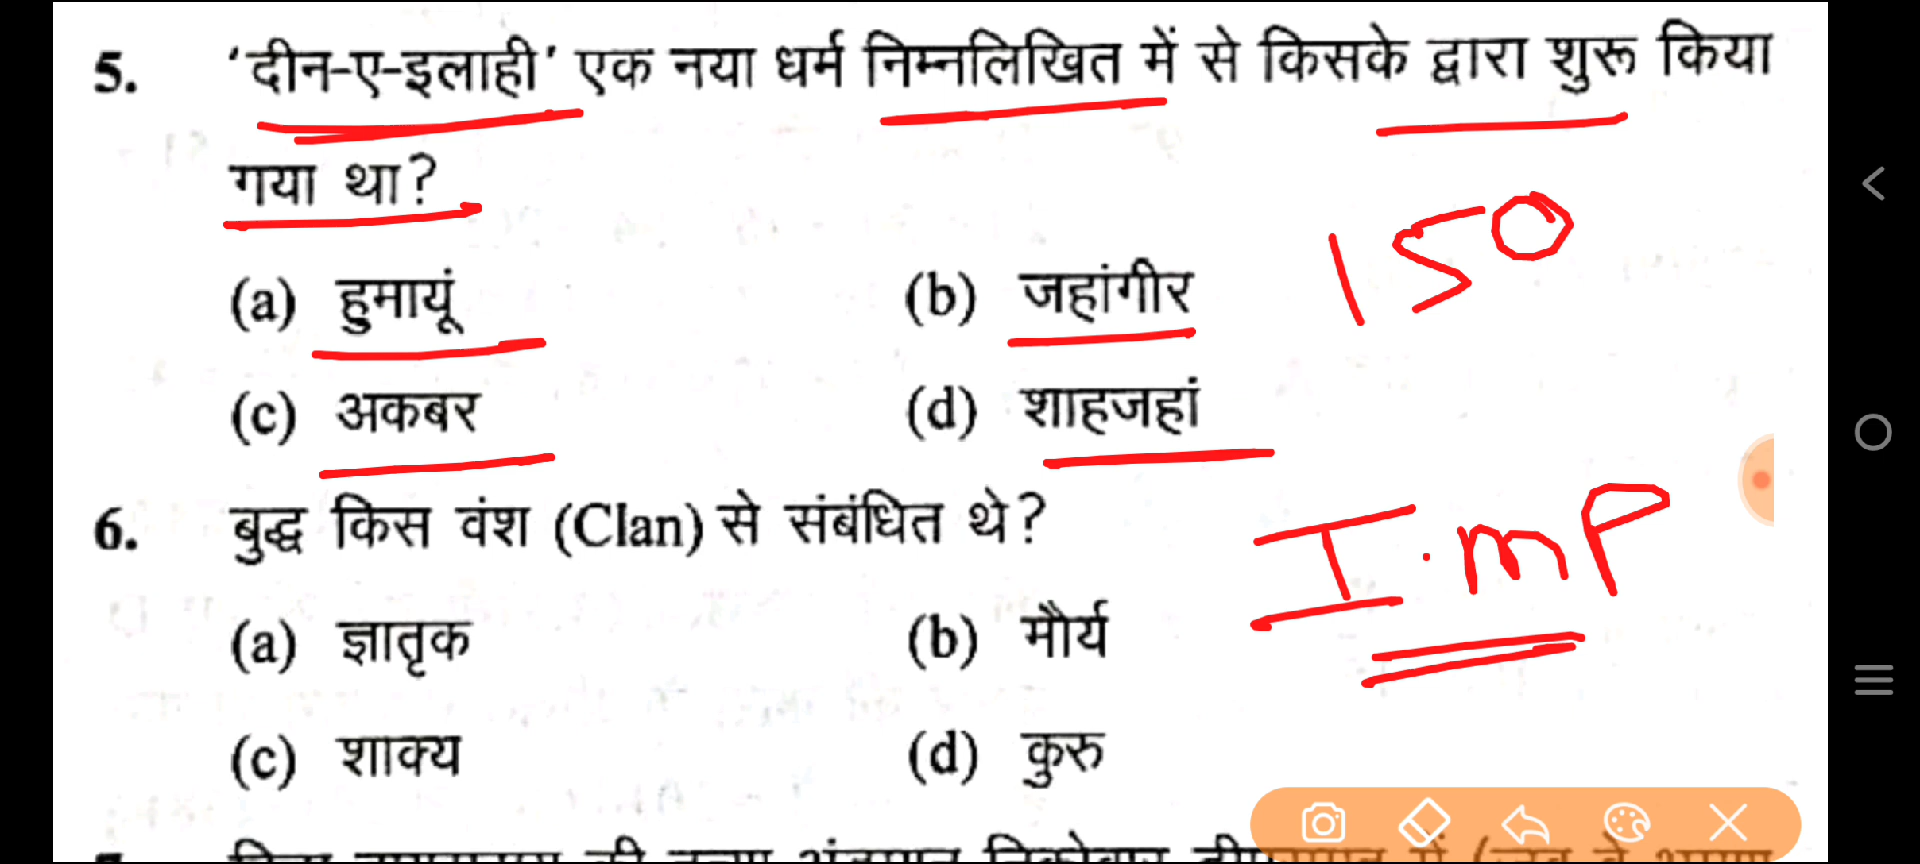 5. 'दीन-ए-इलाही' एक नया धर्म निम्नलिखित में से किसके द्वारा शुरू किया
गया था?
150
(a) हुमायूं (b) जहांगीर
(c) अकबर (d) शाहजहां
6. बुद्ध किस वंश (Clan) से संबंधित थे?
I.mP
(a) ज्ञातृक (b) मौर्य
(c) शाक्य (d) कुरु